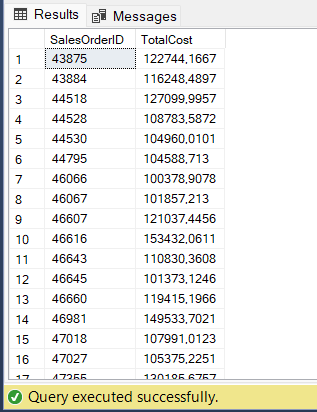 Results Messages
SalesOrderID TotalCost
1 43875 122744,1667
2 43884 116248,4897
3 44518 127099,9957
4 44528 108783,5872
5 44530 104960,0101
6 44795 104588,713
7 46066 100378,9078
8 46067 101857,213
9 46607 121037,4456
10 46616 153432,0611
11 46643 110830,3608
12 46645 101373,1246
13 46660 119415,1966
14 46981 149533,7021
15 47018 107991,0123
16 47027 105375,2251
17 47355 130185,6757
Query executed successfully.